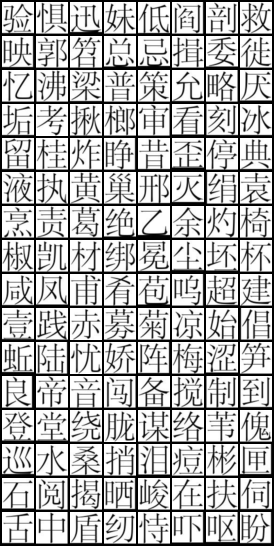 验惧迅妹低阎剖救
映郭笤总忌揖委徙
忆沸梁普策允略厌
垢考揪榔审看刻冰
留桂炸睁昔歪停典
液执黄巢邢灭绢袁
烹责葛绝乙余灼椅
椒凯材绑冕尘坯杯
咸凤甫肴苞呜超建
壹践赤募菊凉始倡
蚯陆忧娇阵梅涩笋
良帝音闯备搅制到
登堂绕胧谋络苇傀
巡水桑捎泪痘彬匣
石阅揭晒峻在扶伺
舌中盾纫恃吓呕盼